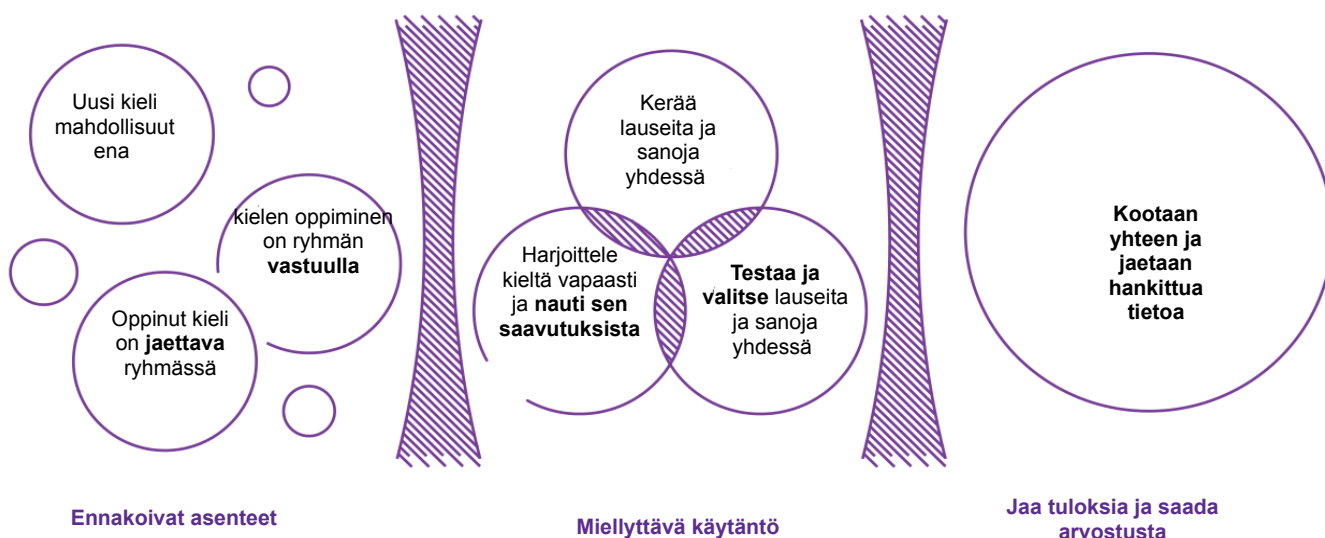 Uusi kieli
mahdollisuut
ena
kielen oppiminen
on ryhmän
vastuulla
Oppinut kieli
on jaettava
ryhmässä
Ennakoivat asenteet
Kerää
lauseita ja
sanoja
yhdessä
Harjoittele
kieltä vapaasti
ja nauti sen
saavutuksista
Testaa ja
valitse lauseita
ja sanoja
yhdessä
Miellyttävä käytäntö
Kootaan
yhteen ja
jaetaan
hankittua
tietoa
Jaa tuloksia ja saada
arvostusta